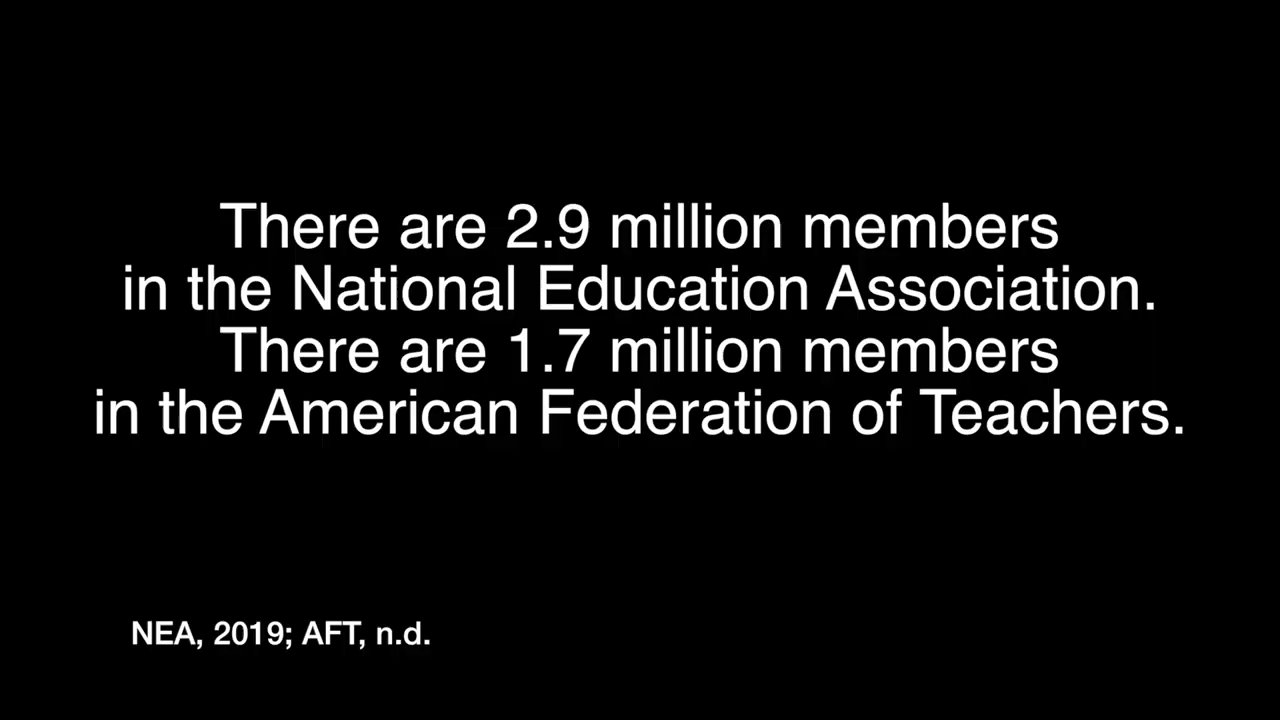 There are 2.9 million members
in the National Education Association.
There are 1.7 million members
in the American Federation of Teachers.
NEA, 2019; AFT, n.d.